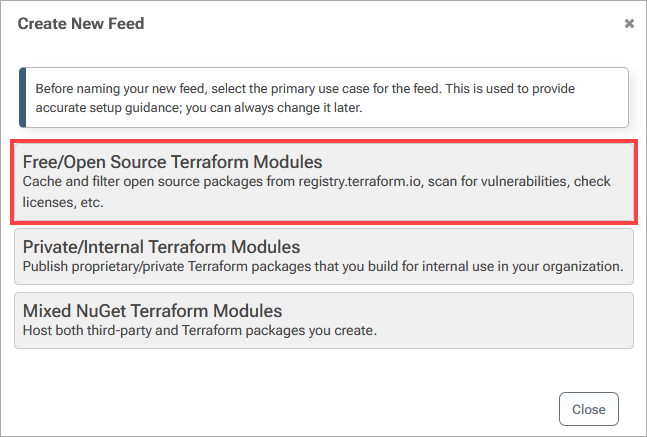 Create New Feed
×
Before naming your new feed, select the primary use case for the feed. This is used to provide
accurate setup guidance; you can always change it later.
Free/Open Source Terraform Modules
Cache and filter open source packages from registry.terraform.io, scan for vulnerabilities, check
licenses, etc.
Private/Internal Terraform Modules
Publish proprietary/private Terraform packages that you build for internal use in your organization.
Mixed NuGet Terraform Modules
Host both third-party and Terraform packages you create.
Close